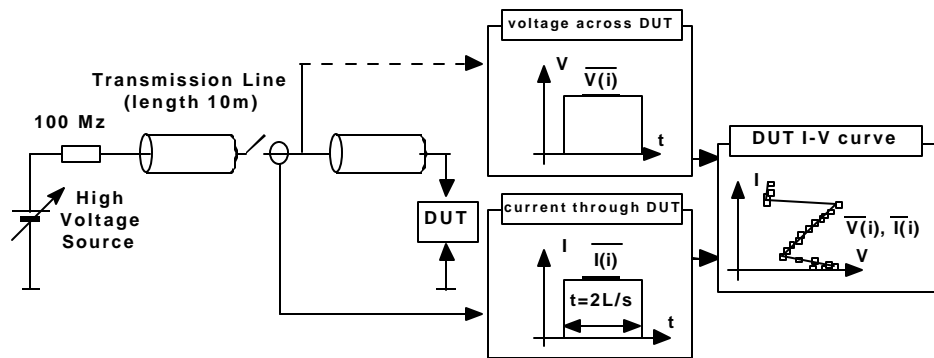 voltage across DUT
V
V(i)
t
Transmission Line
(length 10m)
100 Mz
High
Voltage
Source
DUT
current through DUT
I
I(i)
t=2L/s
t
DUT I-V curve
I
V(i), I(i)
V